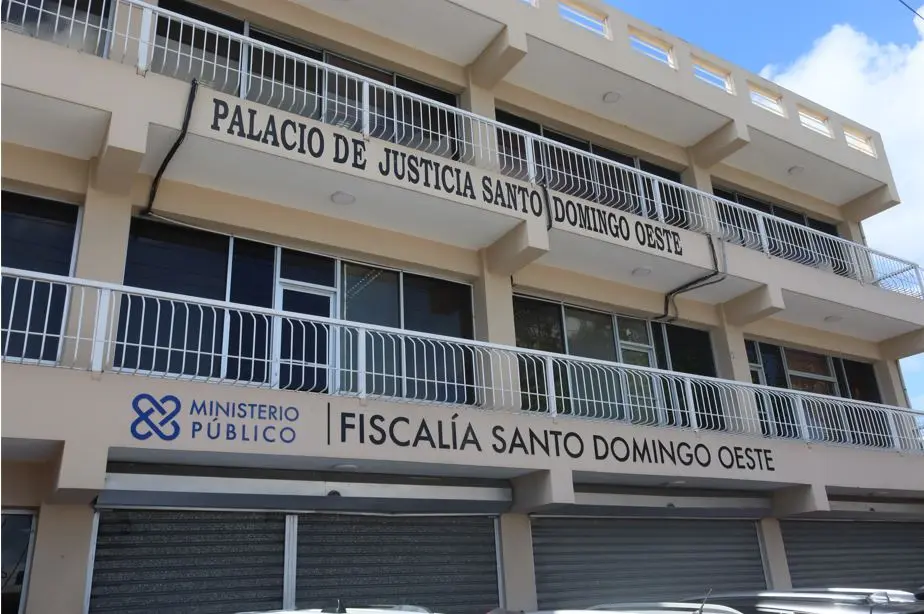 PALACIO DE JUSTICIA SANTO DOMINGO OESTE
MINISTERIO
PÚBLICO
FISCALÍA SANTO DOMINGO OESTE